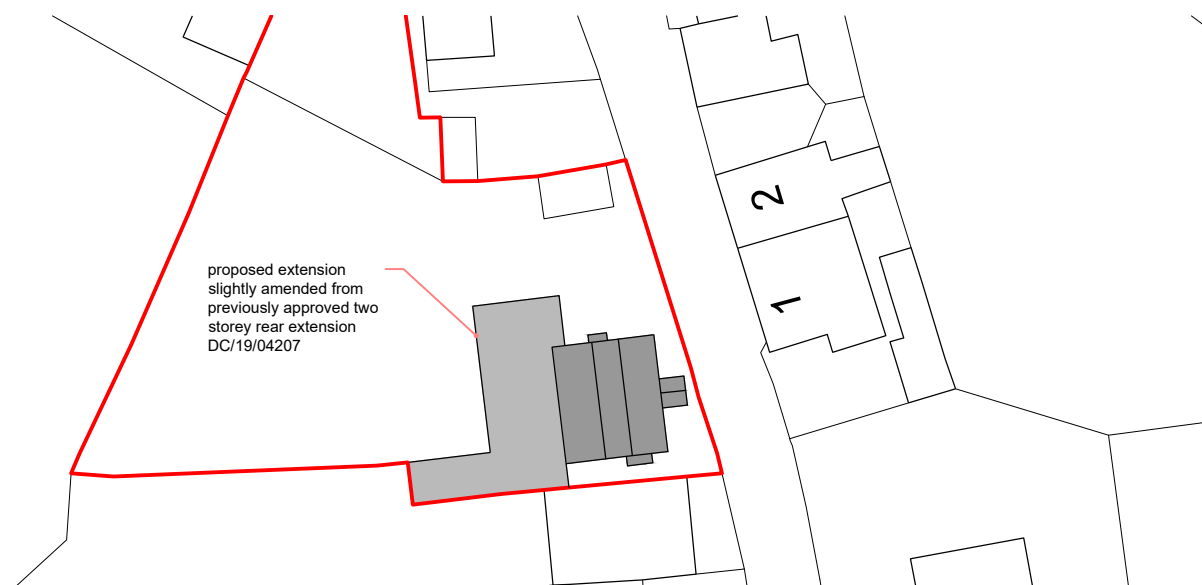 proposed extension
slightly amended from
previously approved two
storey rear extension
DC/19/04207
2
1